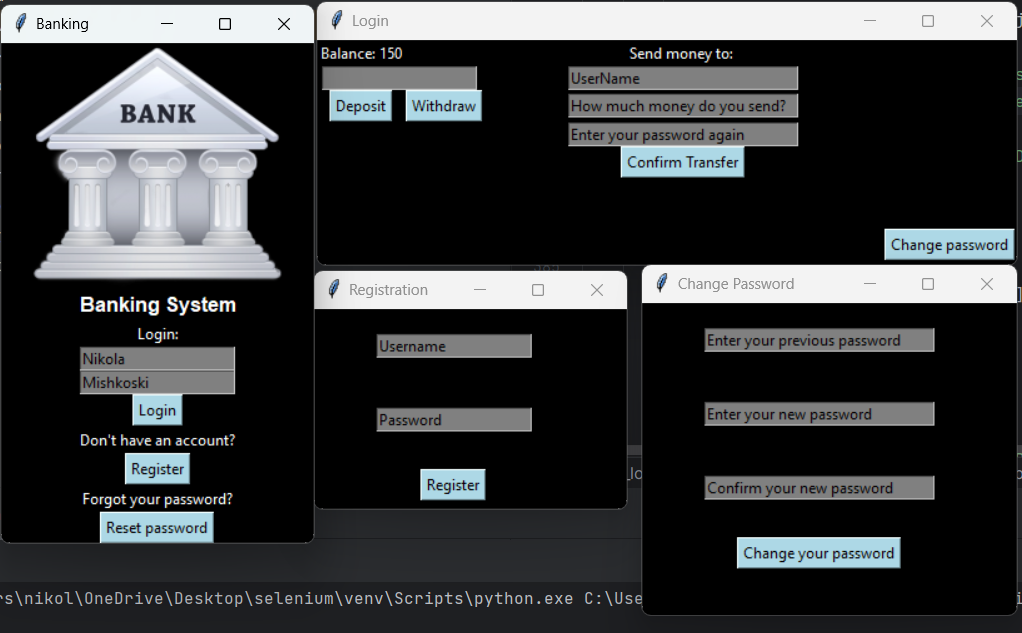 Banking
BANK
Banking System
Login:
Nikola
Mishkoski
Login
Don't have an account?
Register
Forgot your password?
Reset password
Login
Balance: 150
Deposit
Withdraw
Send money to:
UserName
How much money do you send?
Enter your password again
Confirm Transfer
Change password
Registration
Username
Password
Register
Change Password
Enter your previous password
Enter your new password
Confirm your new password
Change your password
rs\nikol\OneDrive\Desktop\selenium\venv\Scripts\python.exe C:\Use